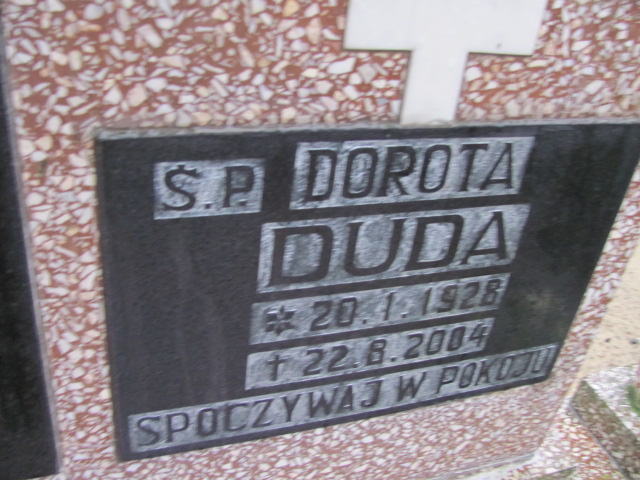 Ś.P. DOROTA
DUDA
* 20.1.1928
† 22.8.2004
SPOCZYWAJ W POKOJU